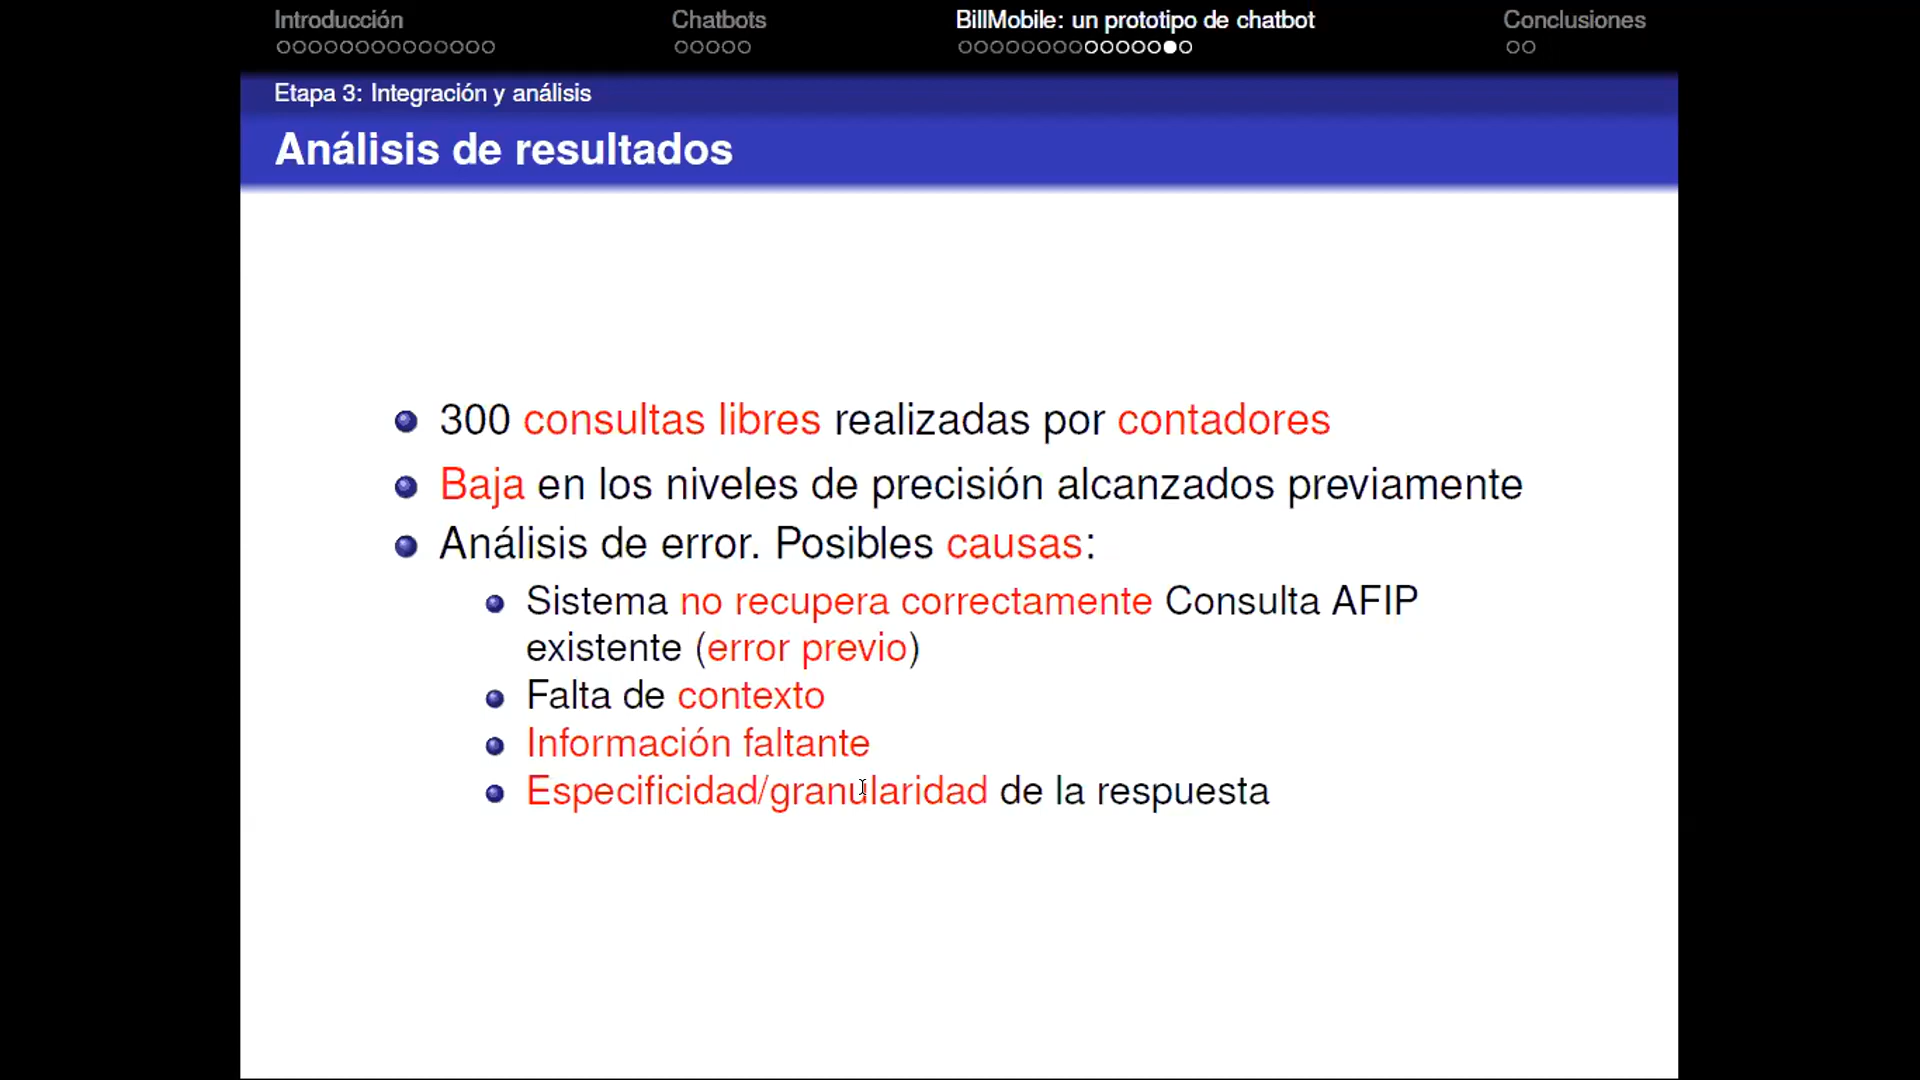 Introducción
Chatbots
BillMobile: un prototipo de chatbot
Conclusiones
Etapa 3: Integración y análisis
Análisis de resultados
300 consultas libres realizadas por contadores
Baja en los niveles de precisión alcanzados previamente
Análisis de error. Posibles causas:
Sistema no recupera correctamente Consulta AFIP
existente (error previo)
Falta de contexto
Información faltante
Especificidad/granularidad de la respuesta